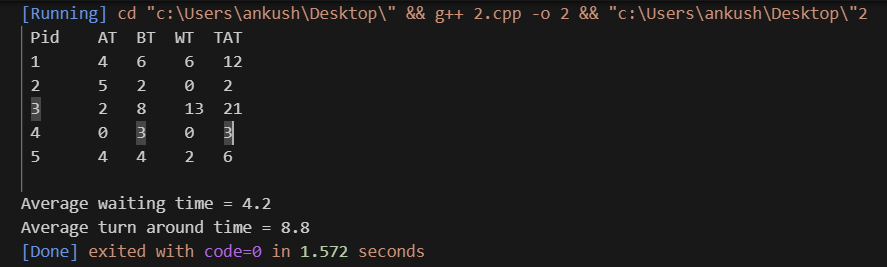 [Running] cd "c:\Users\ankush\Desktop\" && g++ 2.cpp -o 2 && "c:\Users\ankush\Desktop\"2
Pid AT BT WT TAT
1 4 6 6 12
2 5 2 0 2
3 2 8 13 21
4 0 3 0 3
5 4 4 2 6
Average waiting time = 4.2
Average turn around time = 8.8
[Done] exited with code=0 in 1.572 seconds